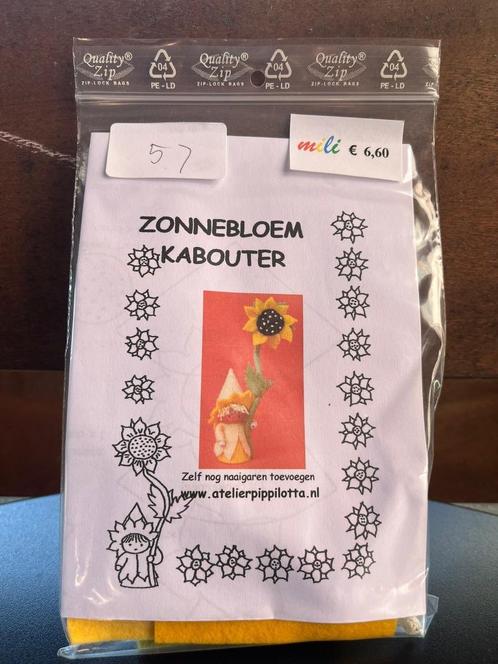 Quality® Zip
ZIP-LOCK BAGS
04
PE-LD
Quality® Zip
ZIP-LOCK BAGS
04
PE-LD
Quality® Zip
ZIP-LOCK BAGS
04
PE-LD
57
mili € 6,60
ZONNEBLOEM
KABOUTER
Zelf nog naaigaren toevoegen
www.atelierpippilotta.nl